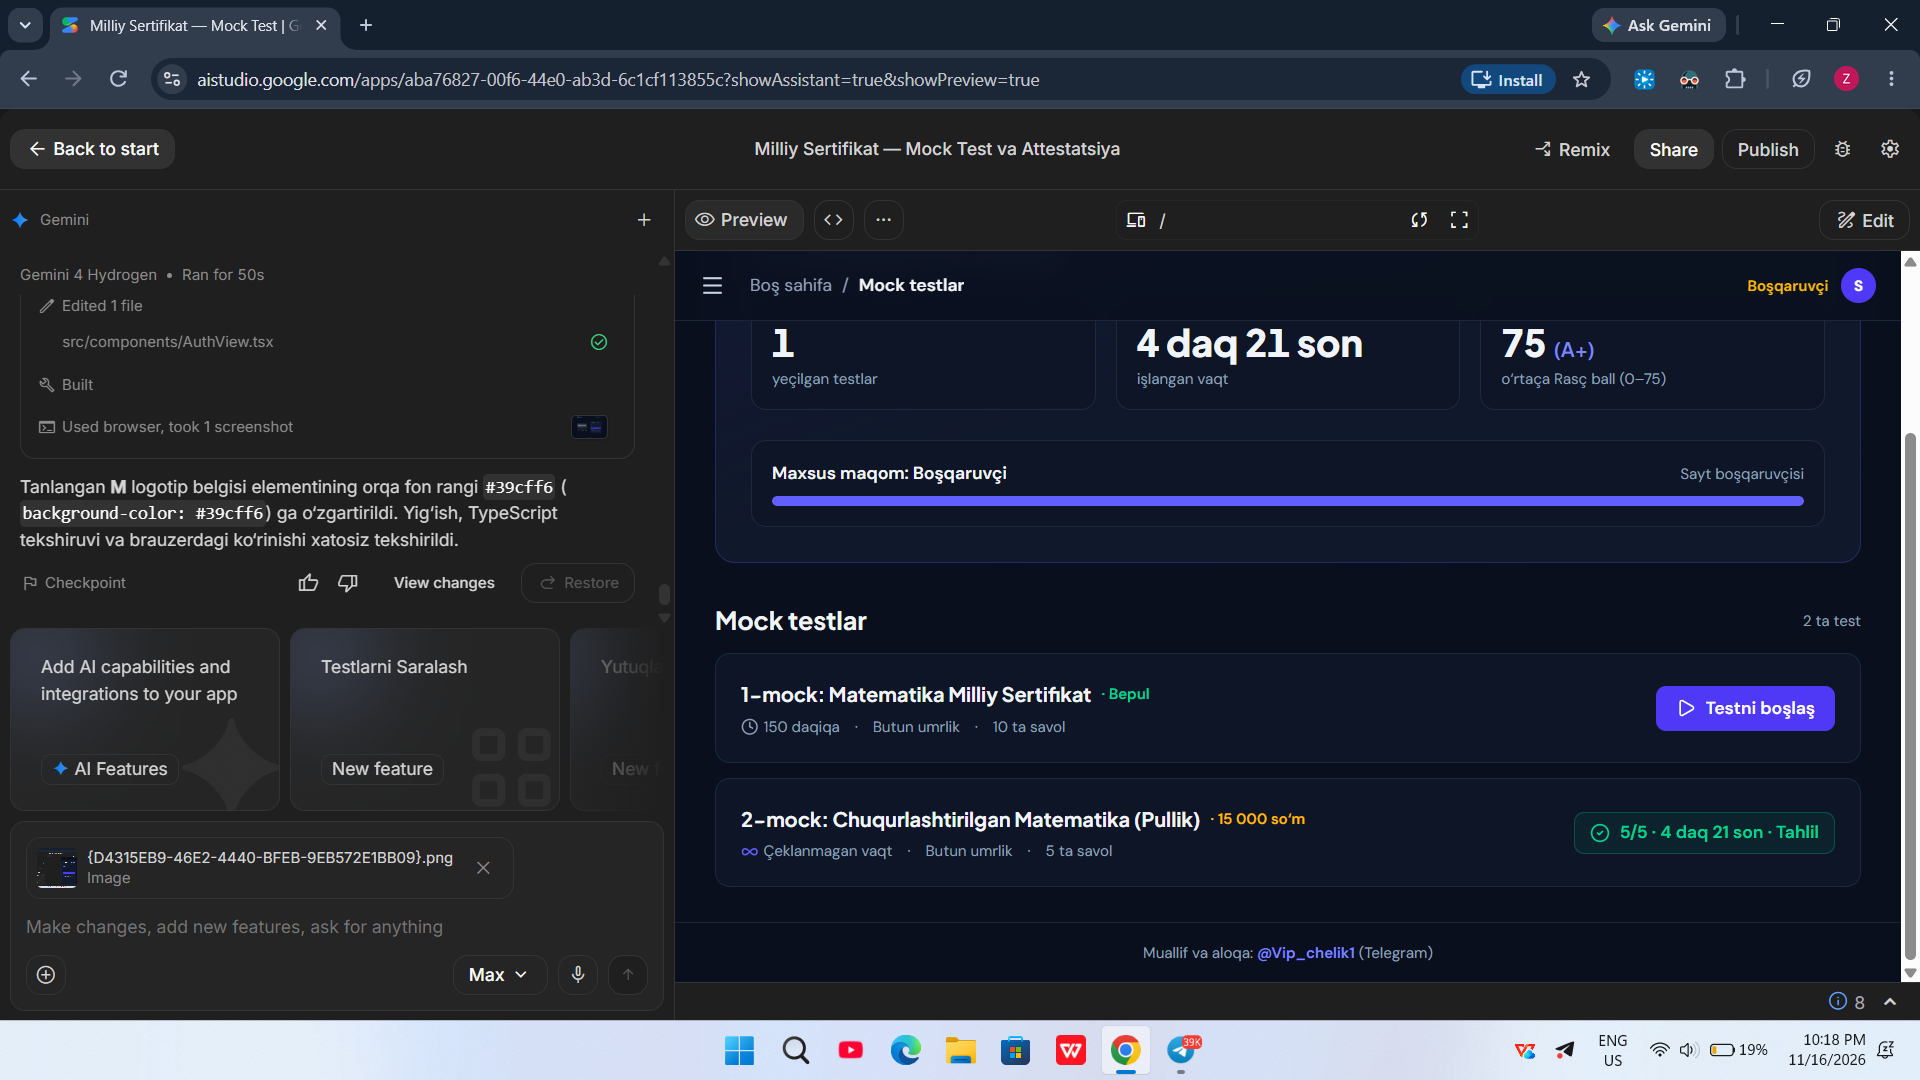 Milliy Sertifikat — Mock Test | G
Ask Gemini
aistudio.google.com/apps/aba76827-00f6-44e0-ab3d-6c1cf113855c?showAssistant=true&showPreview=true
Install
Z
Back to start
Milliy Sertifikat — Mock Test va Attestatsiya
Remix
Share
Publish
Gemini
Preview
/
Edit
Gemini 4 Hydrogen • Ran for 50s
Edited 1 file
src/components/AuthView.tsx
Built
Used browser, took 1 screenshot
Tanlangan M logotip belgisi elementining orqa fon rangi #39cff6 (
background-color: #39cff6) ga oʻzgartirildi. Yigʻish, TypeScript
tekshiruvi va brauzerdagi koʻrinishi xatosiz tekshirildi.
Checkpoint
View changes
Restore
Add AI capabilities and
integrations to your app
AI Features
Testlarni Saralash
New feature
Yutuqla
New f
{D4315EB9-46E2-4440-BFEB-9EB572E1BB09}.png
Image
Make changes, add new features, ask for anything
Max
Boş sahifa / Mock testlar
Boşqaruvçi
S
1
yeçilgan testlar
4 daq 21 son
işlangan vaqt
75 (A+)
oʻrtaça Rasç ball (0–75)
Maxsus maqom: Boşqaruvçi
Sayt boşqaruvçisi
Mock testlar
2 ta test
1-mock: Matematika Milliy Sertifikat · Bepul
150 daqiqa · Butun umrlik · 10 ta savol
Testni boşlaş
2-mock: Chuqurlashtirilgan Matematika (Pullik) · 15 000 soʻm
Çeklanmagan vaqt · Butun umrlik · 5 ta savol
5/5 · 4 daq 21 son · Tahlil
Muallif va aloqa: @Vip_chelik1 (Telegram)
8
39K
ENG
US
19%
10:18 PM
11/16/2026